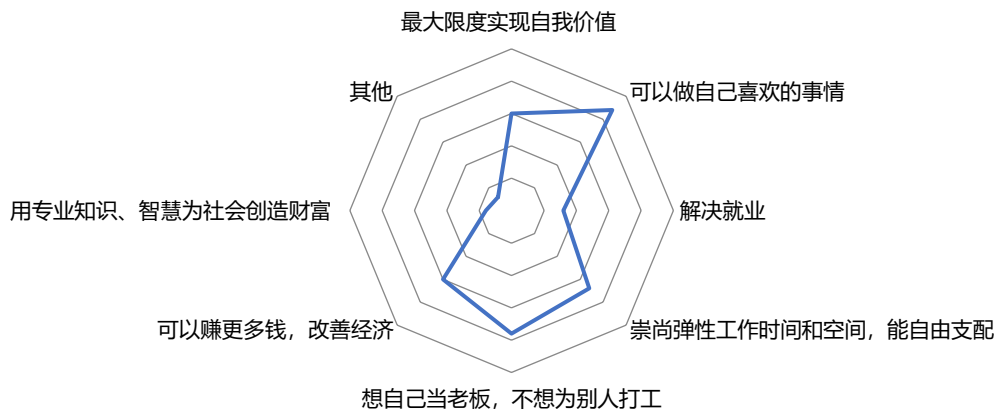 最大限度实现自我价值
其他
可以做自己喜欢的事情
用专业知识、智慧为社会创造财富
解决就业
可以赚更多钱，改善经济
崇尚弹性工作时间和空间，能自由支配
想自己当老板，不想为别人打工